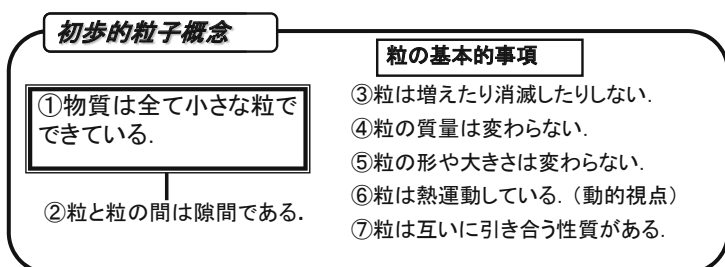 初歩的粒子概念
①物質は全て小さな粒で
できている.
②粒と粒の間は隙間である.
粒の基本的事項
③粒は増えたり消滅したりしない.
④粒の質量は変わらない.
⑤粒の形や大きさは変わらない.
⑥粒は熱運動している.（動的視点）
⑦粒は互いに引き合う性質がある.